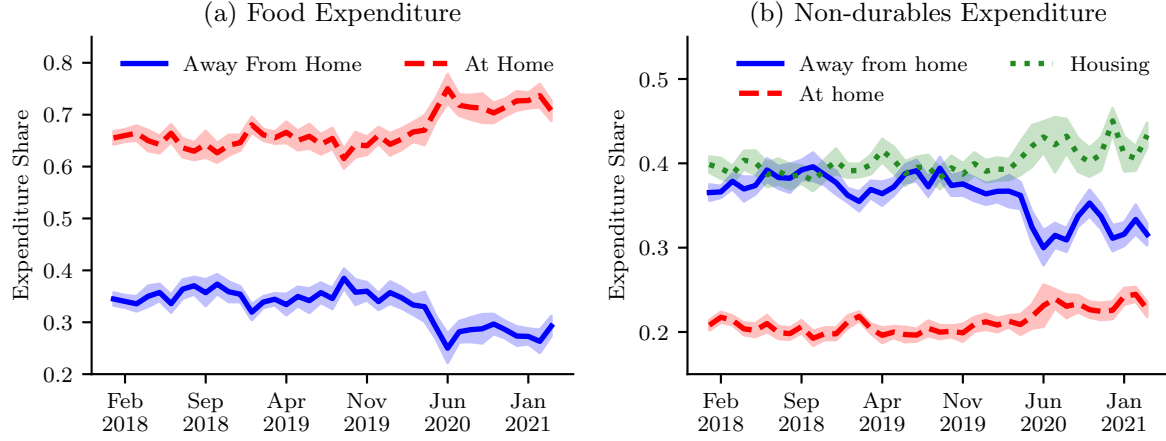 (a) Food Expenditure
Expenditure Share
Away From Home
At Home
0.8
0.7
0.6
0.5
0.4
0.3
0.2
Feb 2018
Sep 2018
Apr 2019
Nov 2019
Jun 2020
Jan 2021
(b) Non-durables Expenditure
Expenditure Share
Away from home
At home
Housing
0.5
0.4
0.3
0.2
Feb 2018
Sep 2018
Apr 2019
Nov 2019
Jun 2020
Jan 2021